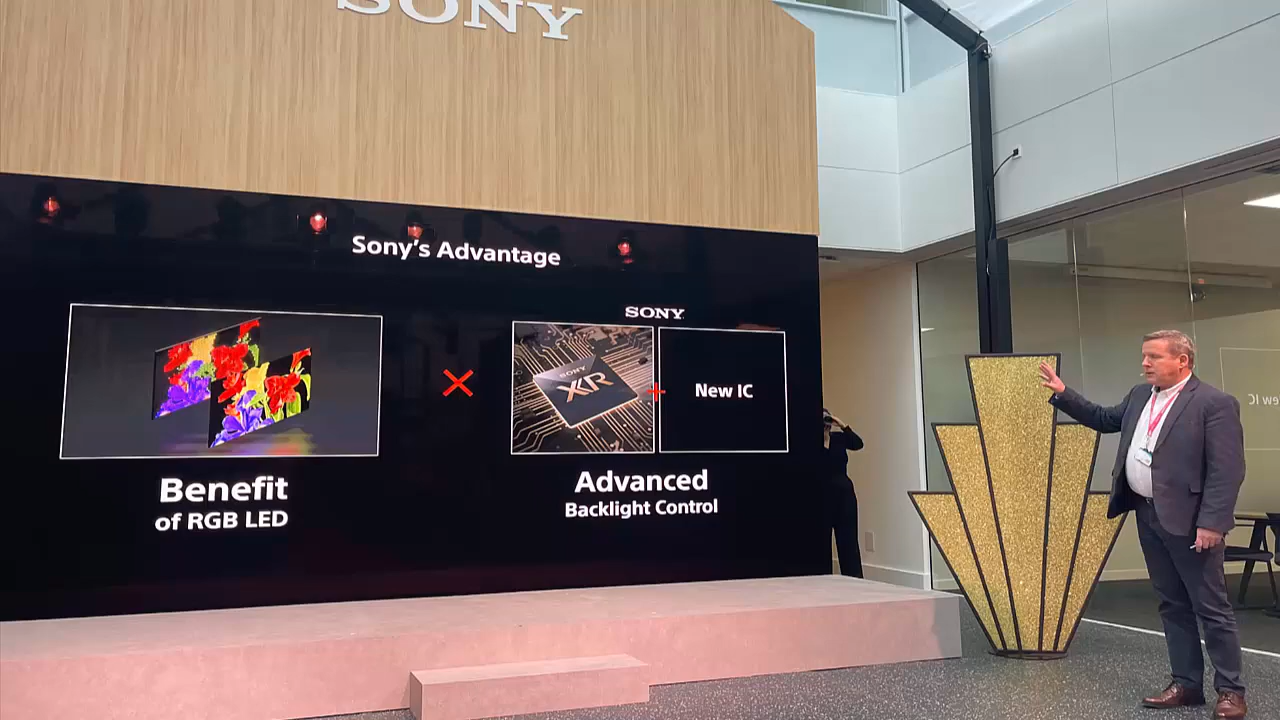 SONY
Sony's Advantage
SONY
SONY
XR
New IC
Benefit
of RGB LED
Advanced
Backlight Control